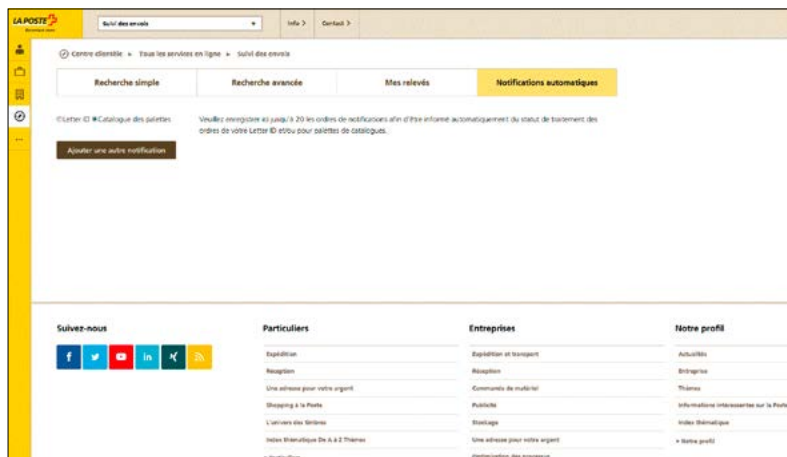 LA POSTE
Suivi des envois
Info >
Contact >
Centre clientèle
Tous les services en ligne
Suivi des envois
Recherche simple
Recherche avancée
Mes relevés
Notifications automatiques
Letter ID Catalogue des palettes
Veuillez enregistrer ici jusqu'à 20 les ordres de notifications afin d'être informé automatiquement du statut de traitement des
ordres de votre Letter ID et/ou pour palettes de catalogues.
Ajouter une autre notification
Suivez-nous
Particuliers
Entreprises
Notre profil
Expédition
Expédition et transport
Actualités
Réception
Réception
Entreprise
Une adresse pour votre argent
Commande de matériel
Thèmes
Shopping à la Poste
Publicité
Informations intéressantes sur la Poste
L'univers des timbres
Stockage
Index thématique
Index thématique De A à Z Thèmes
Une adresse pour votre argent
» Notre profil
Optimisation des processus